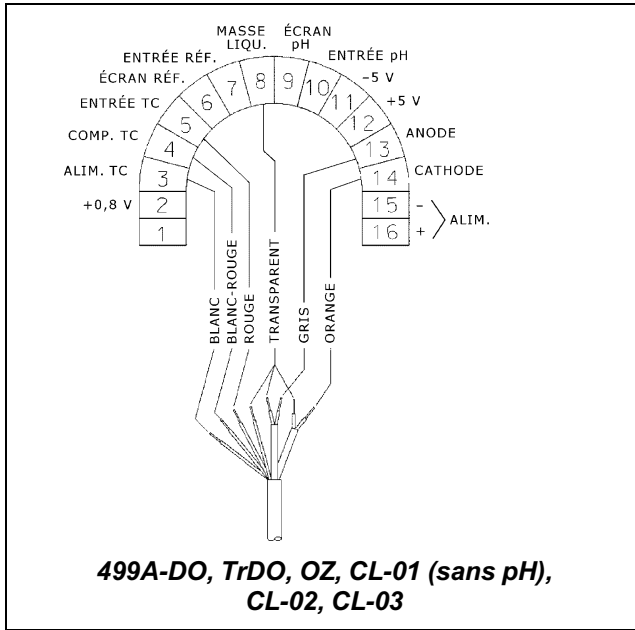 MASSE
LIQU.
ÉCRAN
pH
ENTRÉE RÉF.
ENTRÉE pH
ÉCRAN RÉF.
-5 V
ENTRÉE TC
+5 V
COMP. TC
ANODE
ALIM. TC
CATHODE
+0,8 V
- ALIM.
+
1
2
3
4
5
6
7
8
9
10
11
12
13
14
15
16
BLANC
BLANC-ROUGE
ROUGE
TRANSPARENT
GRIS
ORANGE
499A-DO, TrDO, OZ, CL-01 (sans pH),
CL-02, CL-03